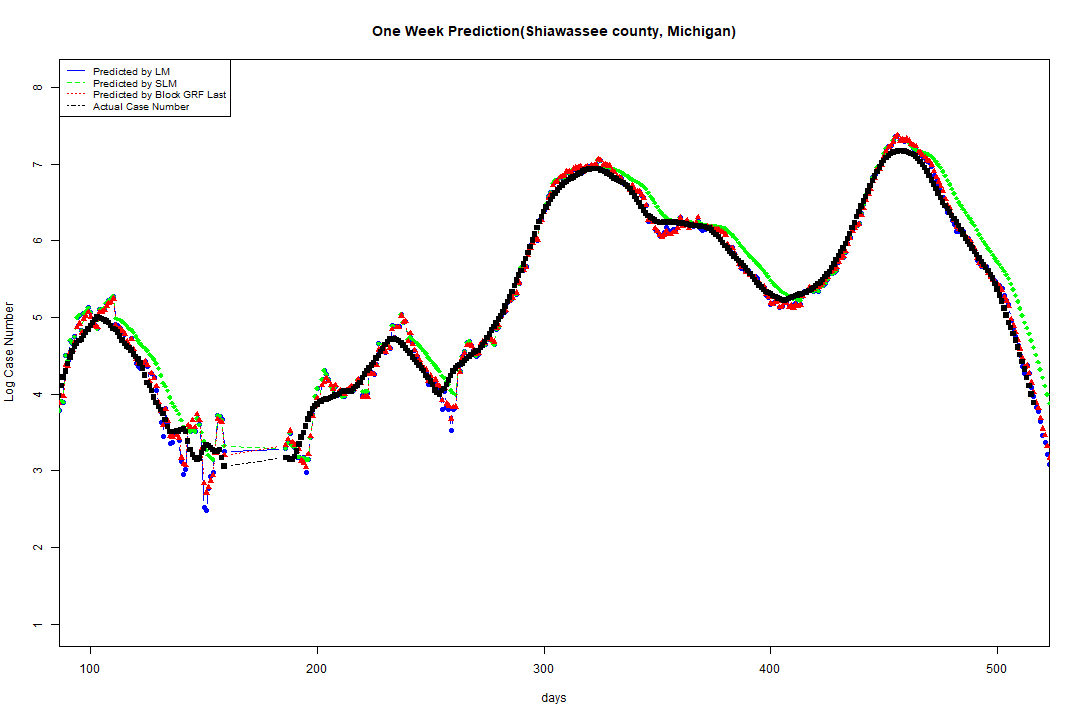 One Week Prediction(Shiawassee county, Michigan)
Predicted by LM
Predicted by SLM
Predicted by Block GRF Last
Actual Case Number
8
7
6
5
4
3
2
1
Log Case Number
100 200 300 400 500
days